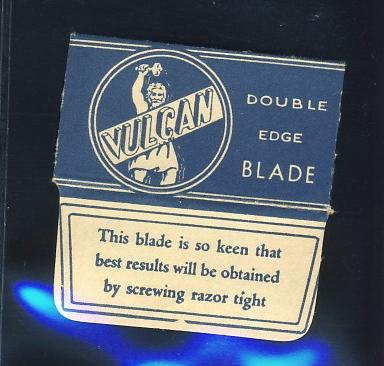 VULCAN
DOUBLE
EDGE
BLADE
This blade is so keen that
best results will be obtained
by screwing razor tight